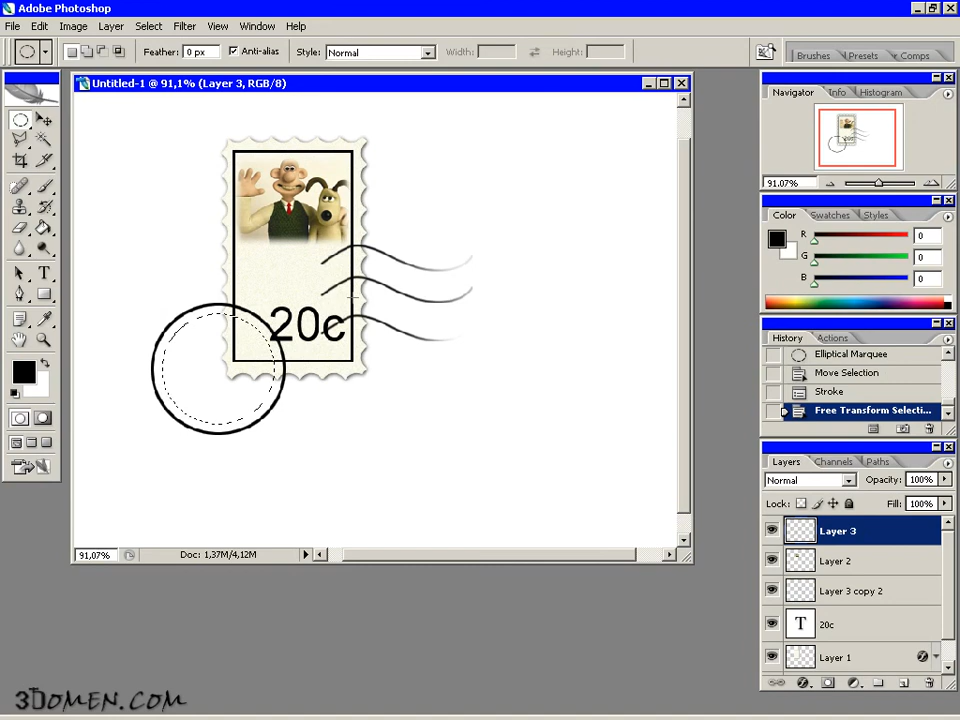 Adobe Photoshop
File Edit Image Layer Select Filter View Window Help
Feather: 0 px Anti-alias Style: Normal Width: Height: Brushes Presets Comps
Untitled-1 @ 91,1% (Layer 3, RGB/8)
20c
91,07% Doc: 1,37M/4,12M
Navigator Info Histogram
91.07%
Color Swatches Styles
R 0
G 0
B 0
History Actions
Elliptical Marquee
Move Selection
Stroke
Free Transform Selecti...
Layers Channels Paths
Normal Opacity: 100%
Lock: Fill: 100%
Layer 3
Layer 2
Layer 3 copy 2
T 20c
Layer 1
3Domen.com